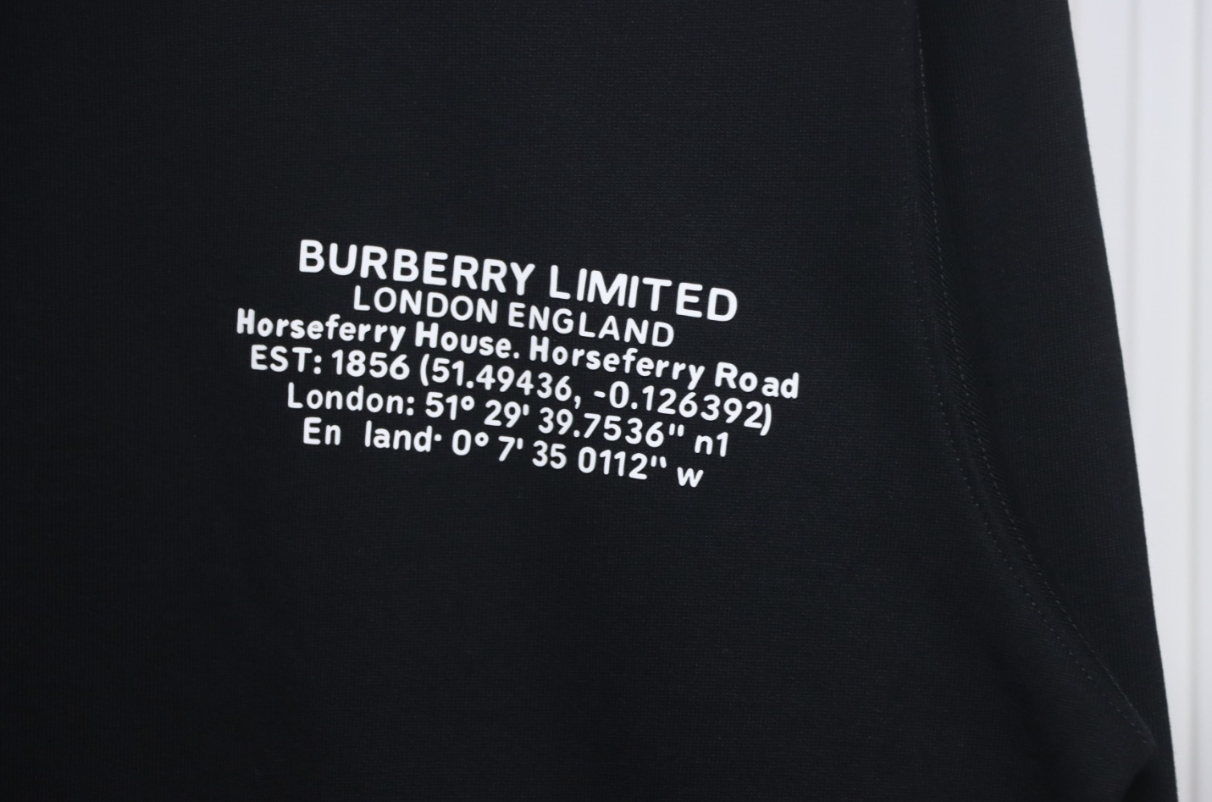 BURBERRY LIMITED
LONDON ENGLAND
Horseferry House. Horseferry Road
EST: 1856 (51.49436, -0.126392)
London: 51° 29' 39.7536" n1
En land· 0° 7' 35 0112" w